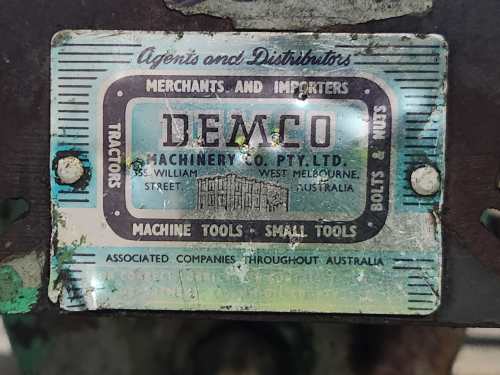 Agents and Distributors
MERCHANTS. AND IMPORTERS
DEMCO
MACHINERY CO. PTY. LTD.
WILLIAM STREET.
WEST MELBOURNE, AUSTRALIA
TRACTORS
BOLTS & NUTS
MACHINE TOOLS - SMALL TOOLS
ASSOCIATED COMPANIES THROUGHOUT AUSTRALIA